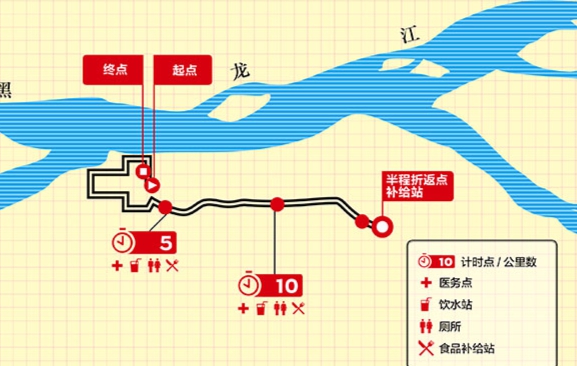 江
龙
黑
终点
起点
半程折返点
补给站
5
10
10 计时点 / 公里数
医务点
饮水站
厕所
食品补给站